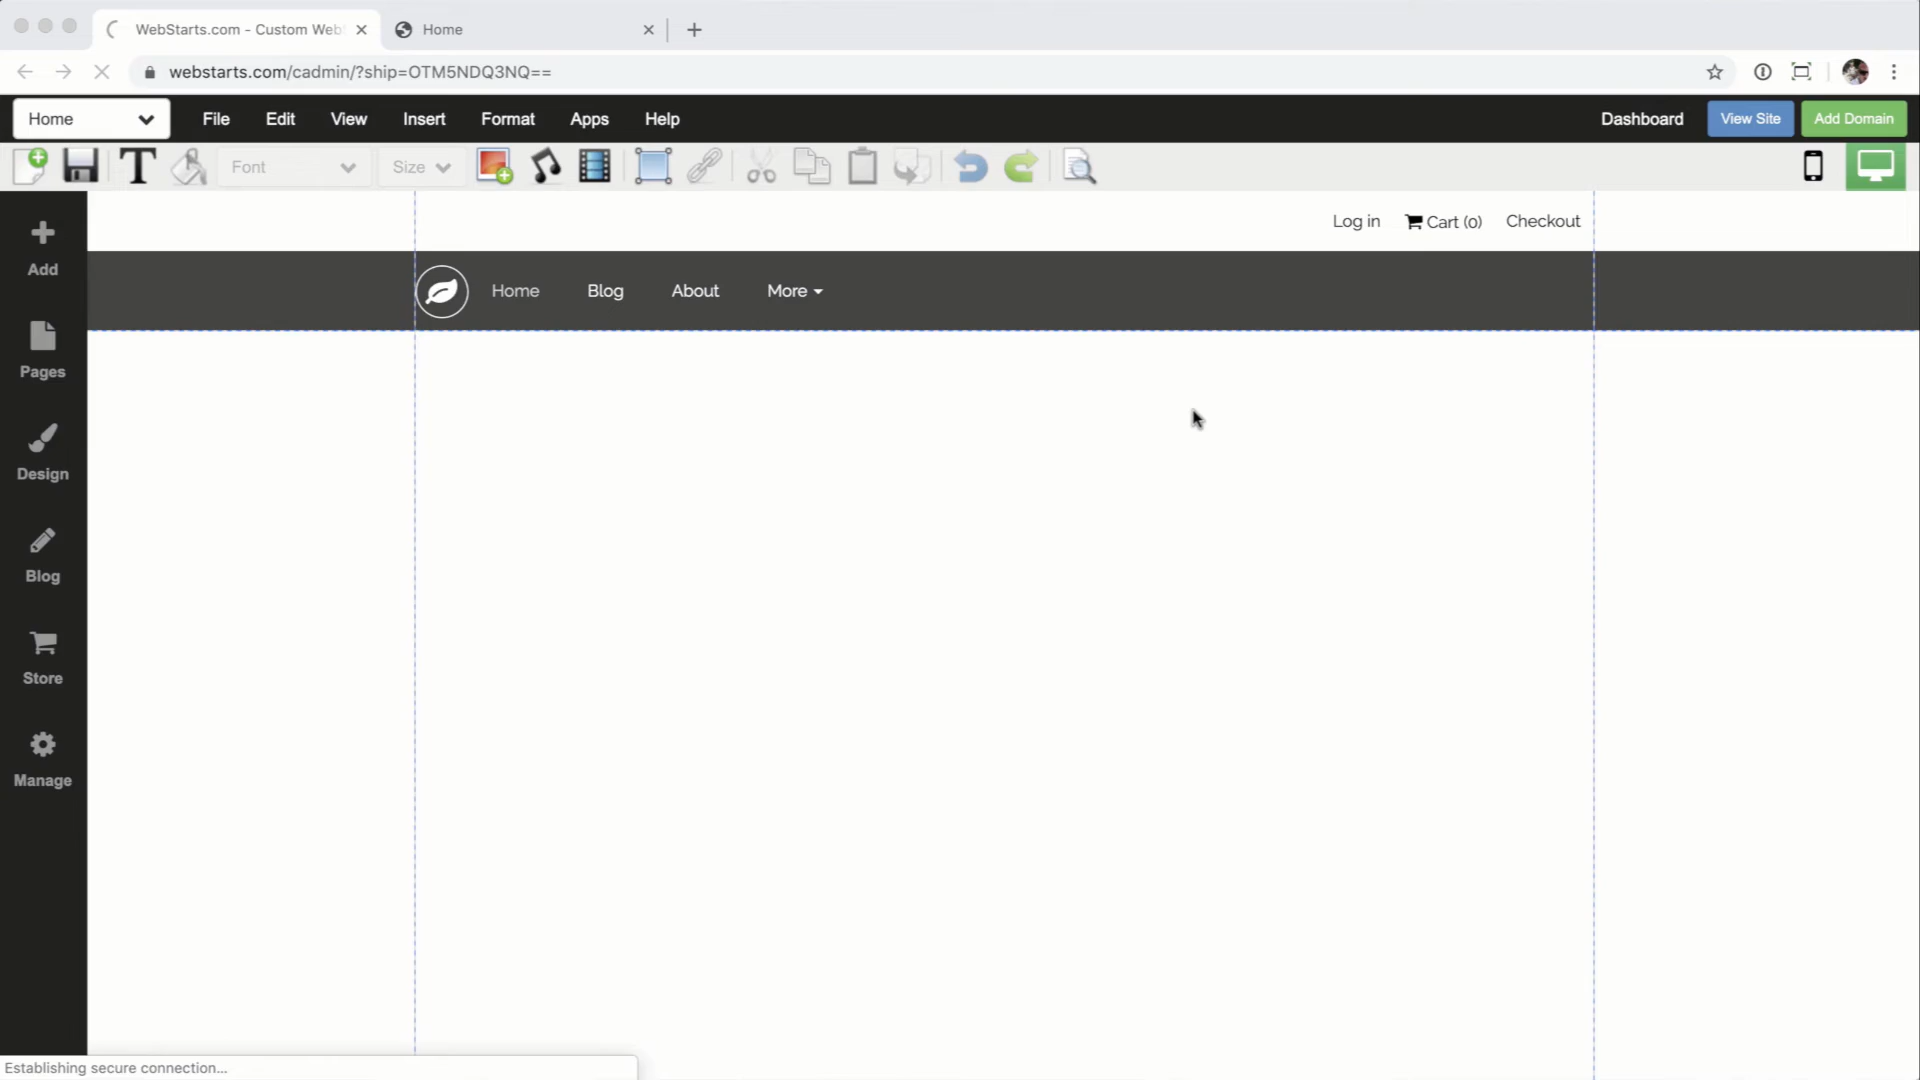 WebStarts.com - Custom Web
Home
webstarts.com/cadmin/?ship=OTM5NDQ3NQ==
Home File Edit View Insert Format Apps Help Dashboard View Site Add Domain
T Font Size
Log in Cart (0) Checkout
Home Blog About More
Add
Pages
Design
Blog
Store
Manage
Establishing secure connection...